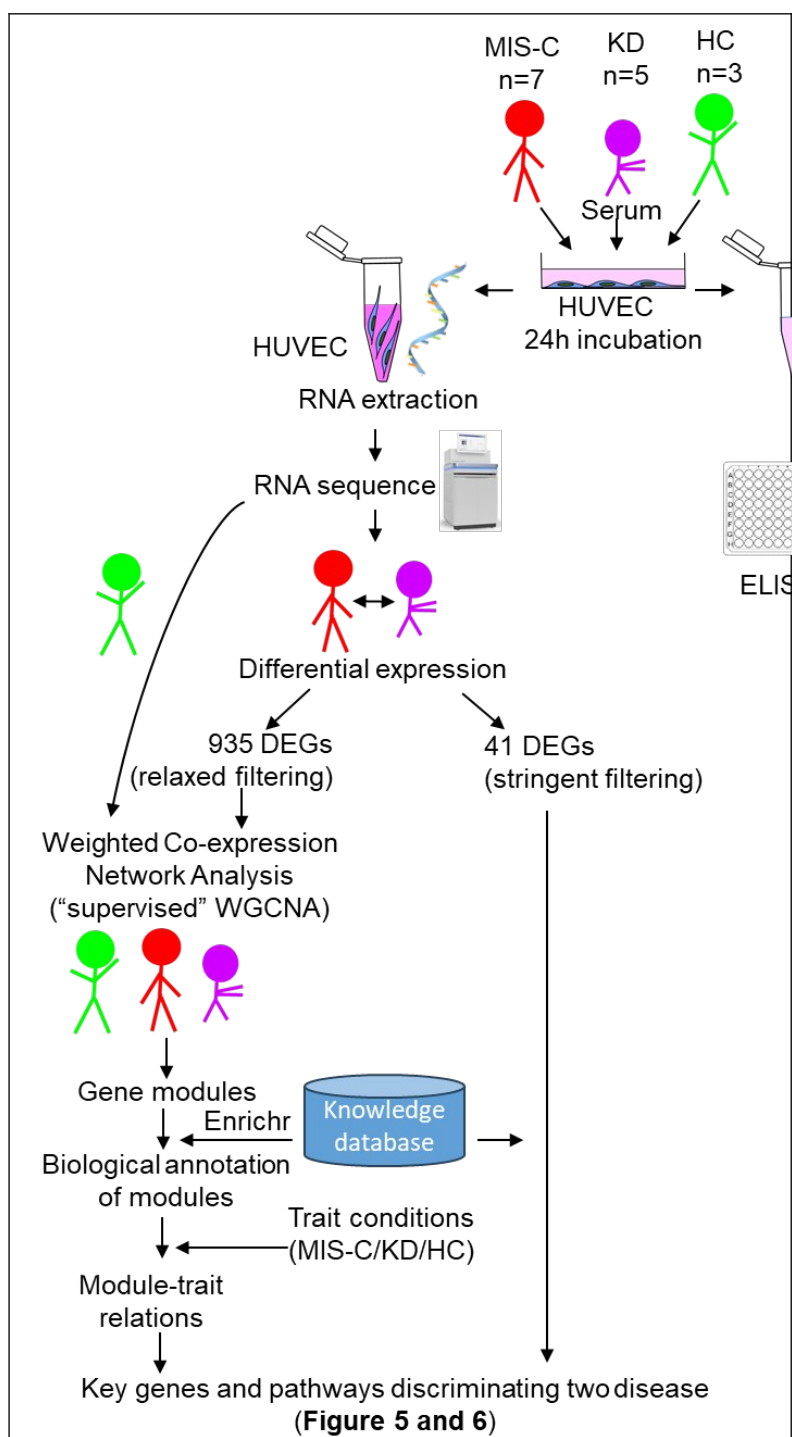 MIS-C
n=7
KD
n=5
HC
n=3
Serum
HUVEC
24h incubation
HUVEC
RNA extraction
RNA sequence
A
B
C
D
E
F
G
H
ELIS
Differential expression
935 DEGs
(relaxed filtering)
41 DEGs
(stringent filtering)
Weighted Co-expression
Network Analysis
(“supervised” WGCNA)
Gene modules
Enrichr
Knowledge
database
Biological annotation
of modules
Trait conditions
(MIS-C/KD/HC)
Module-trait
relations
Key genes and pathways discriminating two disease
(Figure 5 and 6)